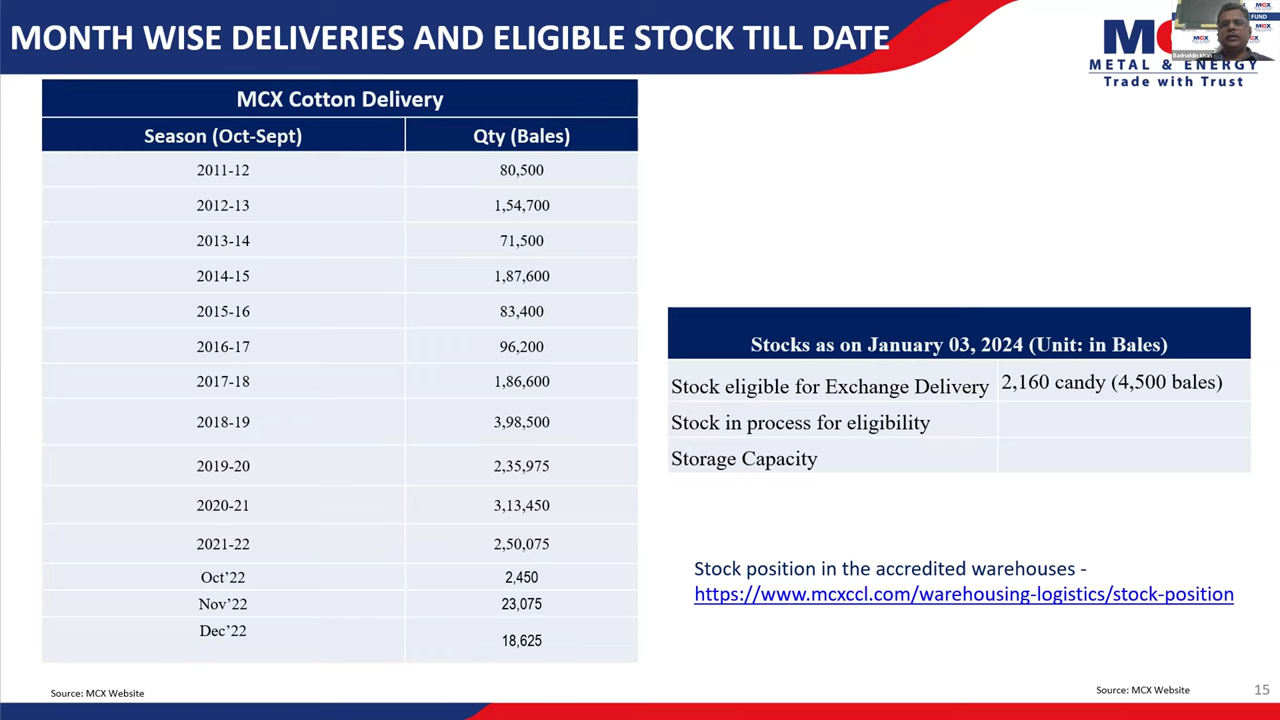 MONTH WISE DELIVERIES AND ELIGIBLE STOCK TILL DATE
METAL & ENERGY
Trade with Trust
FUND
MCX
Badruddin khan
MCX Cotton Delivery
Season (Oct-Sept) Qty (Bales)
2011-12 80,500
2012-13 1,54,700
2013-14 71,500
2014-15 1,87,600
2015-16 83,400
2016-17 96,200
2017-18 1,86,600
2018-19 3,98,500
2019-20 2,35,975
2020-21 3,13,450
2021-22 2,50,075
Oct’22 2,450
Nov’22 23,075
Dec’22 18,625
Stocks as on January 03, 2024 (Unit: in Bales)
Stock eligible for Exchange Delivery 2,160 candy (4,500 bales)
Stock in process for eligibility
Storage Capacity
Stock position in the accredited warehouses -
https://www.mcxccl.com/warehousing-logistics/stock-position
Source: MCX Website
Source: MCX Website
15